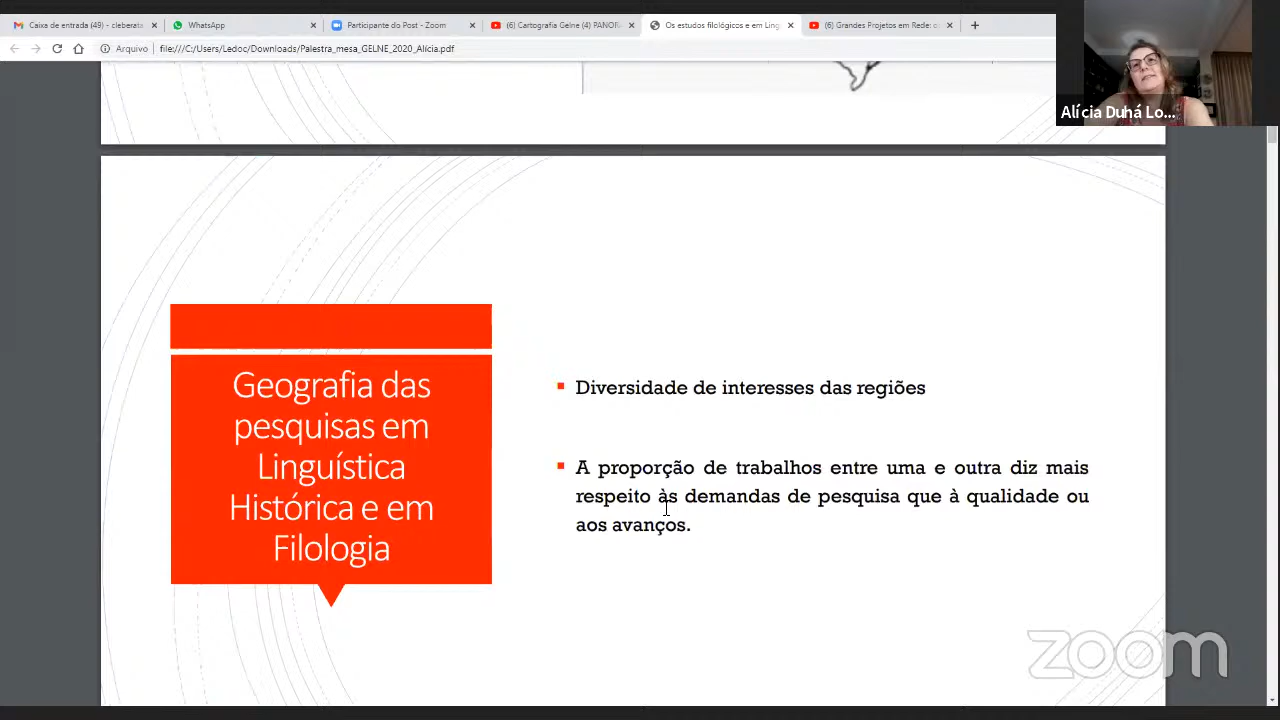 Caixa de entrada (49) - cleberata
WhatsApp
Participante do Post - Zoom
(6) Cartografia Gelne (4) PANOR
Os estudos filológicos e em Ling
(6) Grandes Projetos em Rede: o
Arquivo
file:///C:/Users/Ledoc/Downloads/Palestra_mesa_GELNE_2020_Alícia.pdf
Alícia Duhá Lo...
Geografia das
pesquisas em
Linguística
Histórica e em
Filologia
Diversidade de interesses das regiões
A proporção de trabalhos entre uma e outra diz mais
respeito às demandas de pesquisa que à qualidade ou
aos avanços.
zoom